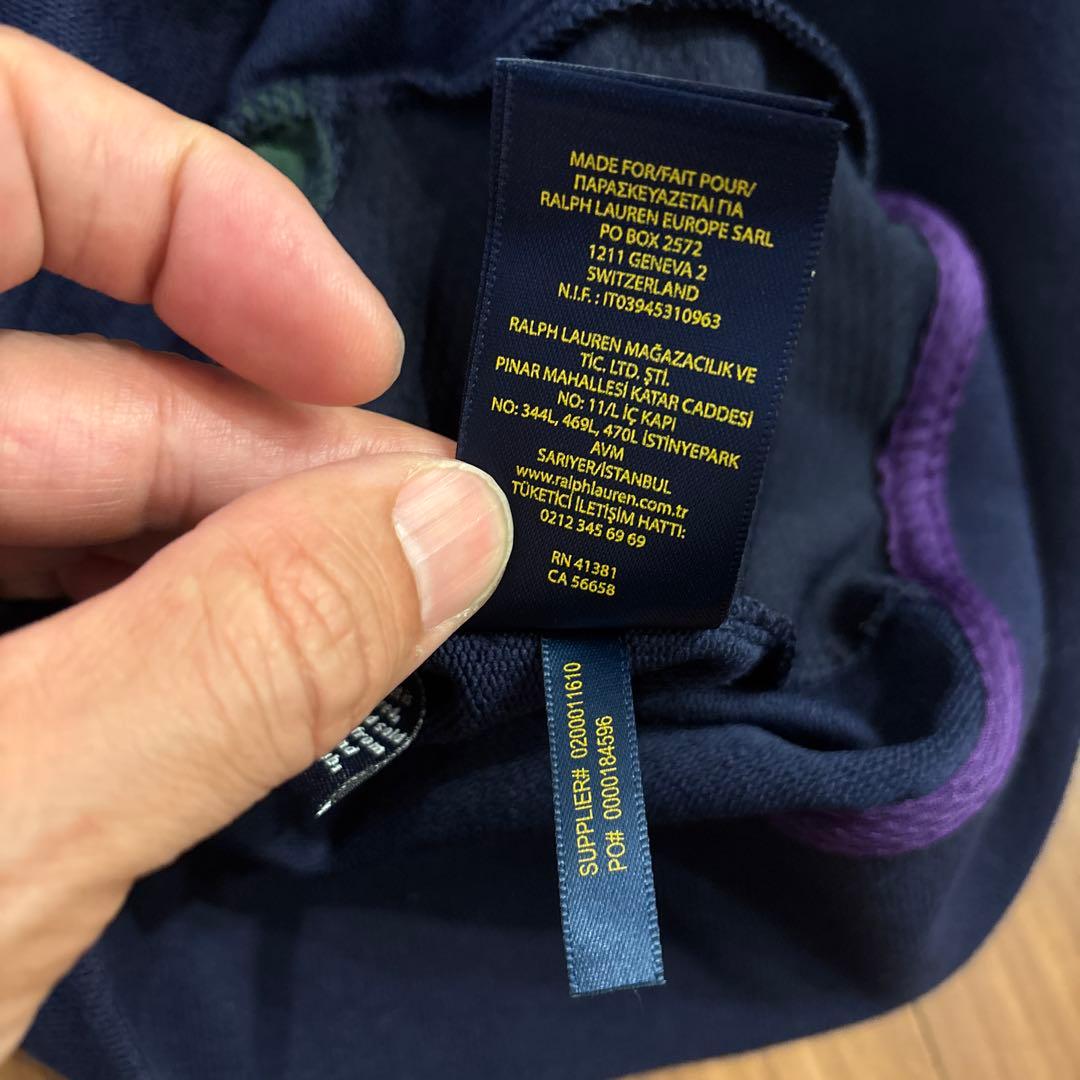 MADE FOR/FAIT POUR/
ΠΑΡΑΣΚΕΥΑΖΕΤΑΙ ΓΙΑ
RALPH LAUREN EUROPE SARL
PO BOX 2572
1211 GENEVA 2
SWITZERLAND
N.I.F. : IT03945310963
RALPH LAUREN MAĞAZACILIK VE
TİC. LTD. ŞTİ.
PINAR MAHALLESİ KATAR CADDESİ
NO: 11/L İÇ KAPI
NO: 344L, 469L, 470L İSTİNYEPARK
AVM
SARIYER/İSTANBUL
www.ralphlauren.com.tr
TÜKETİCİ İLETİŞİM HATTI:
0212 345 69 69
RN 41381
CA 56658
SUPPLIER# 0200011610
PO# 0000184596